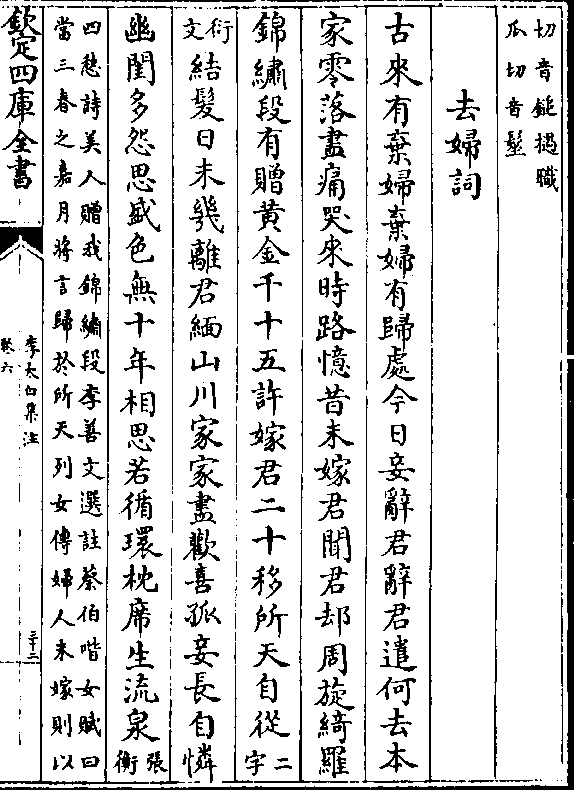 切音鎚撾職
瓜切音髽
去婦詞
古來有棄婦棄婦有歸處今日妾辭君辭君遣何去本
家零落盡痛哭來時路憶昔未嫁君聞君却周旋綺羅
錦繡段有贈黄金千十五許嫁君二十移所天自從二字
衍文結髮日未幾離君緬山川家家盡歡喜孤妾長自憐
幽閨多怨思盛色無十年相思若循環枕席生流泉張衡
四愁詩美人贈我錦繡段李善文選註蔡伯喈女賦曰
當三春之嘉月將言歸於所天列女傳婦人未嫁則以
欽定四庫全書
李太白集注
卷六
三十二